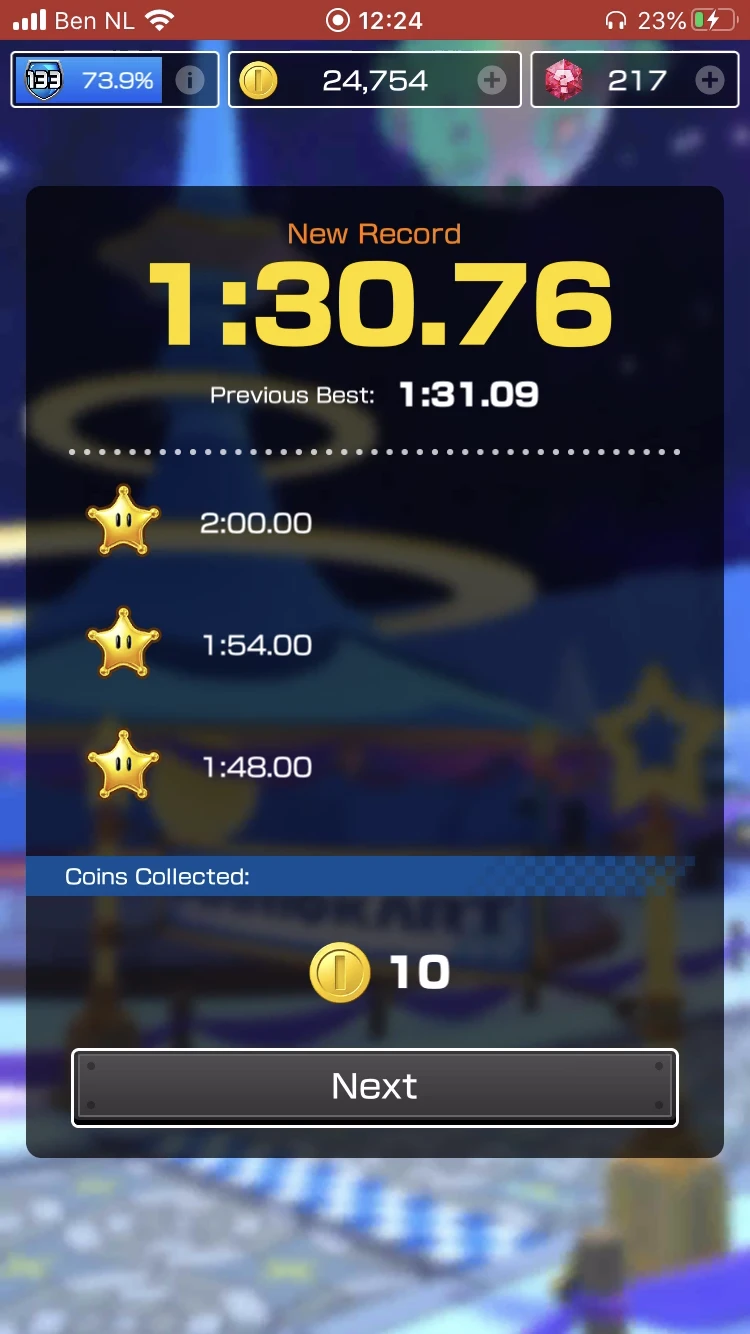 Ben NL 12:24 23%
133 73.9% i 24,754 + 217 +
New Record
1:30.76
Previous Best: 1:31.09
2:00.00
1:54.00
1:48.00
Coins Collected:
10
Next